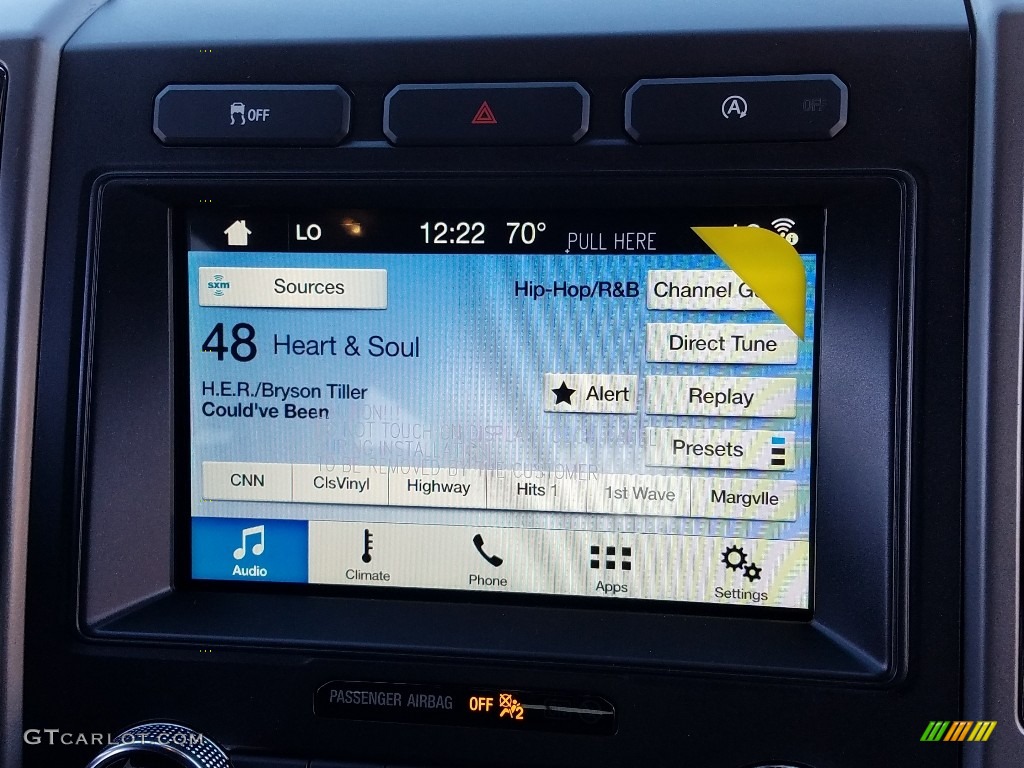 OFF
A OFF
LO 12:22 70° PULL HERE LO
sxm Sources
Hip-Hop/R&B Channel
48 Heart & Soul
Direct Tune
H.E.R./Bryson Tiller
Could've Been
Alert Replay
Presets
TO BE REMOVED BY THE CUSTOMER
CNN ClsVinyl Highway Hits 1 1st Wave Margvlle
Audio Climate Phone Apps Settings
PASSENGER AIRBAG OFF 2
GTCARLOT.COM